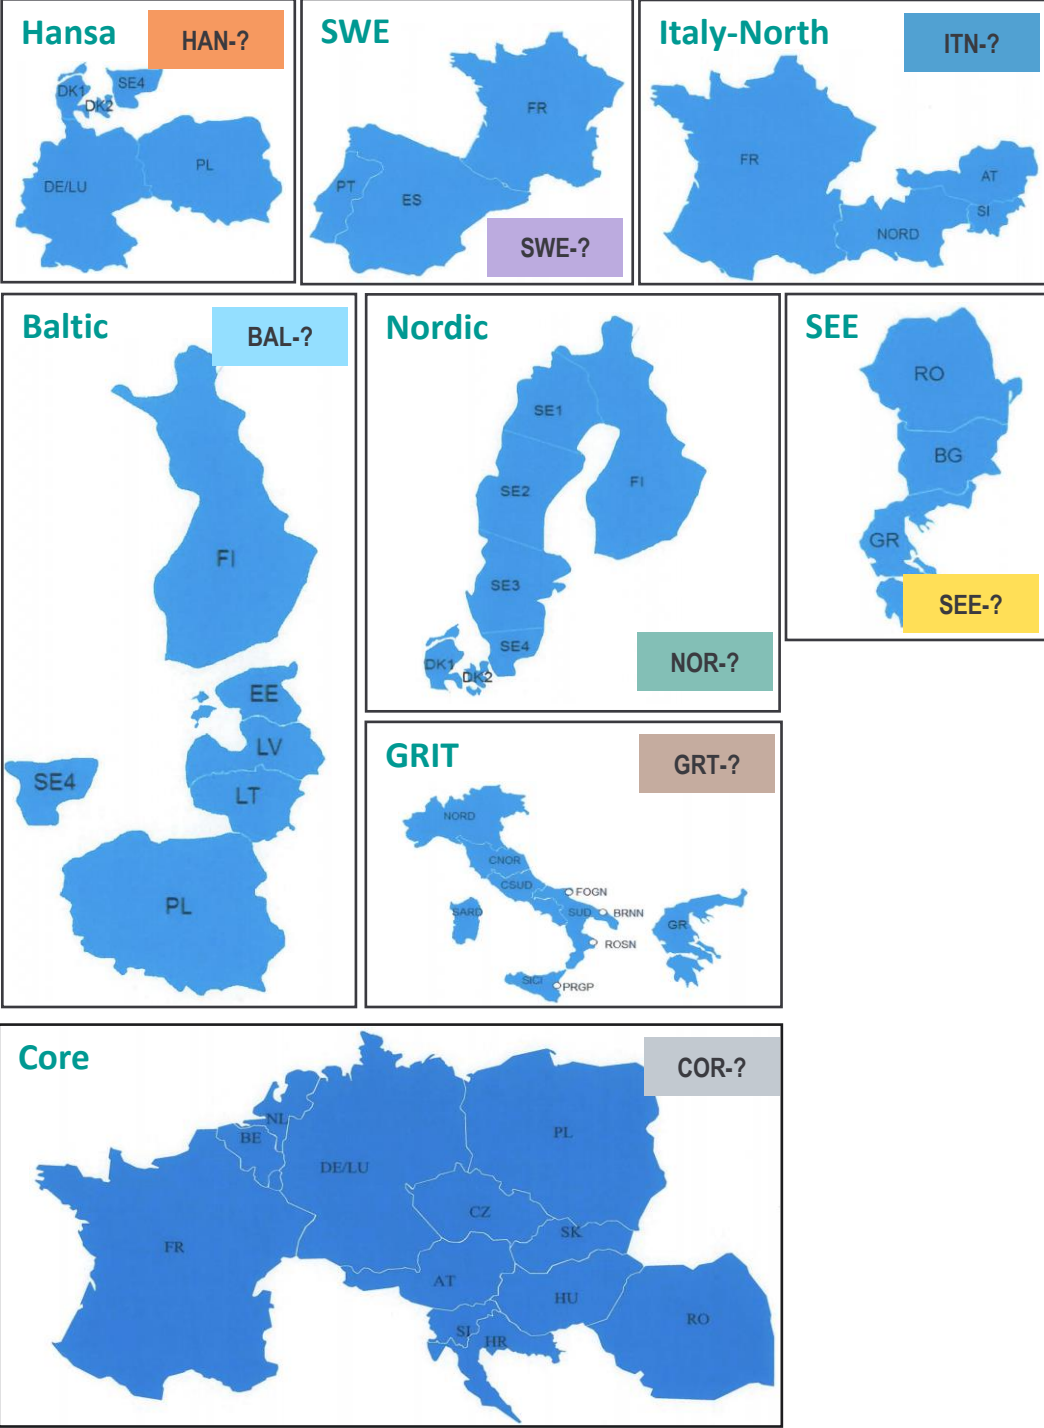 Hansa
HAN-?
DK1
DK2
SE4
DE/LU
PL
SWE
FR
PT
ES
SWE-?
Italy-North
ITN-?
FR
AT
SI
NORD
Baltic
BAL-?
FI
EE
LV
LT
SE4
PL
Nordic
SE1
SE2
FI
SE3
SE4
DK1
DK2
NOR-?
SEE
RO
BG
GR
SEE-?
GRIT
GRT-?
NORD
CNOR
CSUD
FOGN
SARD
SUD
BRNN
GR
ROSN
SICI
PRGP
Core
COR-?
NL
BE
PL
DE/LU
CZ
SK
FR
AT
HU
RO
SI
HR